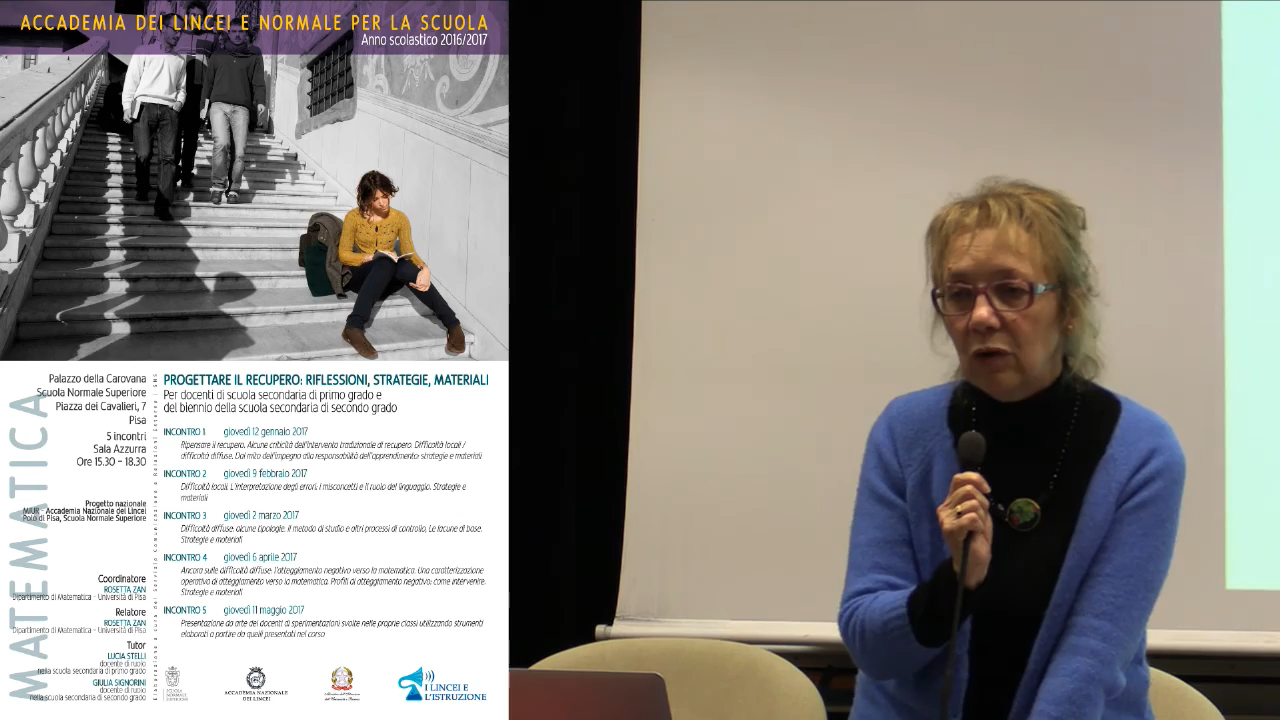 ACCADEMIA DEI LINCEI E NORMALE PER LA SCUOLA
Anno scolastico 2016/2017
MATEMATICA
Palazzo della Carovana
Scuola Normale Superiore
Piazza dei Cavalieri, 7
Pisa
5 incontri
Sala Azzurra
Ore 15.30 – 18.30
Progetto nazionale
MIUR - Accademia Nazionale dei Lincei
Polo di Pisa, Scuola Normale Superiore
Coordinatore
ROSETTA ZAN
Dipartimento di Matematica – Università di Pisa
Relatore
ROSETTA ZAN
Dipartimento di Matematica – Università di Pisa
Tutor
LUCIA STELLI
docente di ruolo
nella scuola secondaria di primo grado
GIULIA SIGNORINI
docente di ruolo
nella scuola secondaria di secondo grado
PROGETTARE IL RECUPERO: RIFLESSIONI, STRATEGIE, MATERIALI
Per docenti di scuola secondaria di primo grado e
del biennio della scuola secondaria di secondo grado
INCONTRO 1 giovedì 12 gennaio 2017
Ripensare il recupero. Alcune criticità dell'intervento tradizionale di recupero. Difficoltà locali /
difficoltà diffuse. Dal mito dell'impegno alla responsabilità dell'apprendimento: strategie e materiali
INCONTRO 2 giovedì 9 febbraio 2017
Difficoltà locali. L'interpretazione degli errori. I misconcetti e il ruolo del linguaggio. Strategie e
materiali
INCONTRO 3 giovedì 2 marzo 2017
Difficoltà diffuse: alcune tipologie. Il metodo di studio e altri processi di controllo. Le lacune di base.
Strategie e materiali
INCONTRO 4 giovedì 6 aprile 2017
Ancora sulle difficoltà diffuse: l'atteggiamento negativo verso la matematica. Una caratterizzazione
operativa di atteggiamento verso la matematica. Profili di atteggiamento negativo: come intervenire.
Strategie e materiali
INCONTRO 5 giovedì 11 maggio 2017
Presentazione da parte dei docenti di sperimentazioni svolte nelle proprie classi utilizzando strumenti
elaborati a partire da quelli presentati nel corso
SCUOLA
NORMALE
SUPERIORE
ACCADEMIA NAZIONALE
DEI LINCEI
I LINCEI E
L'ISTRUZIONE